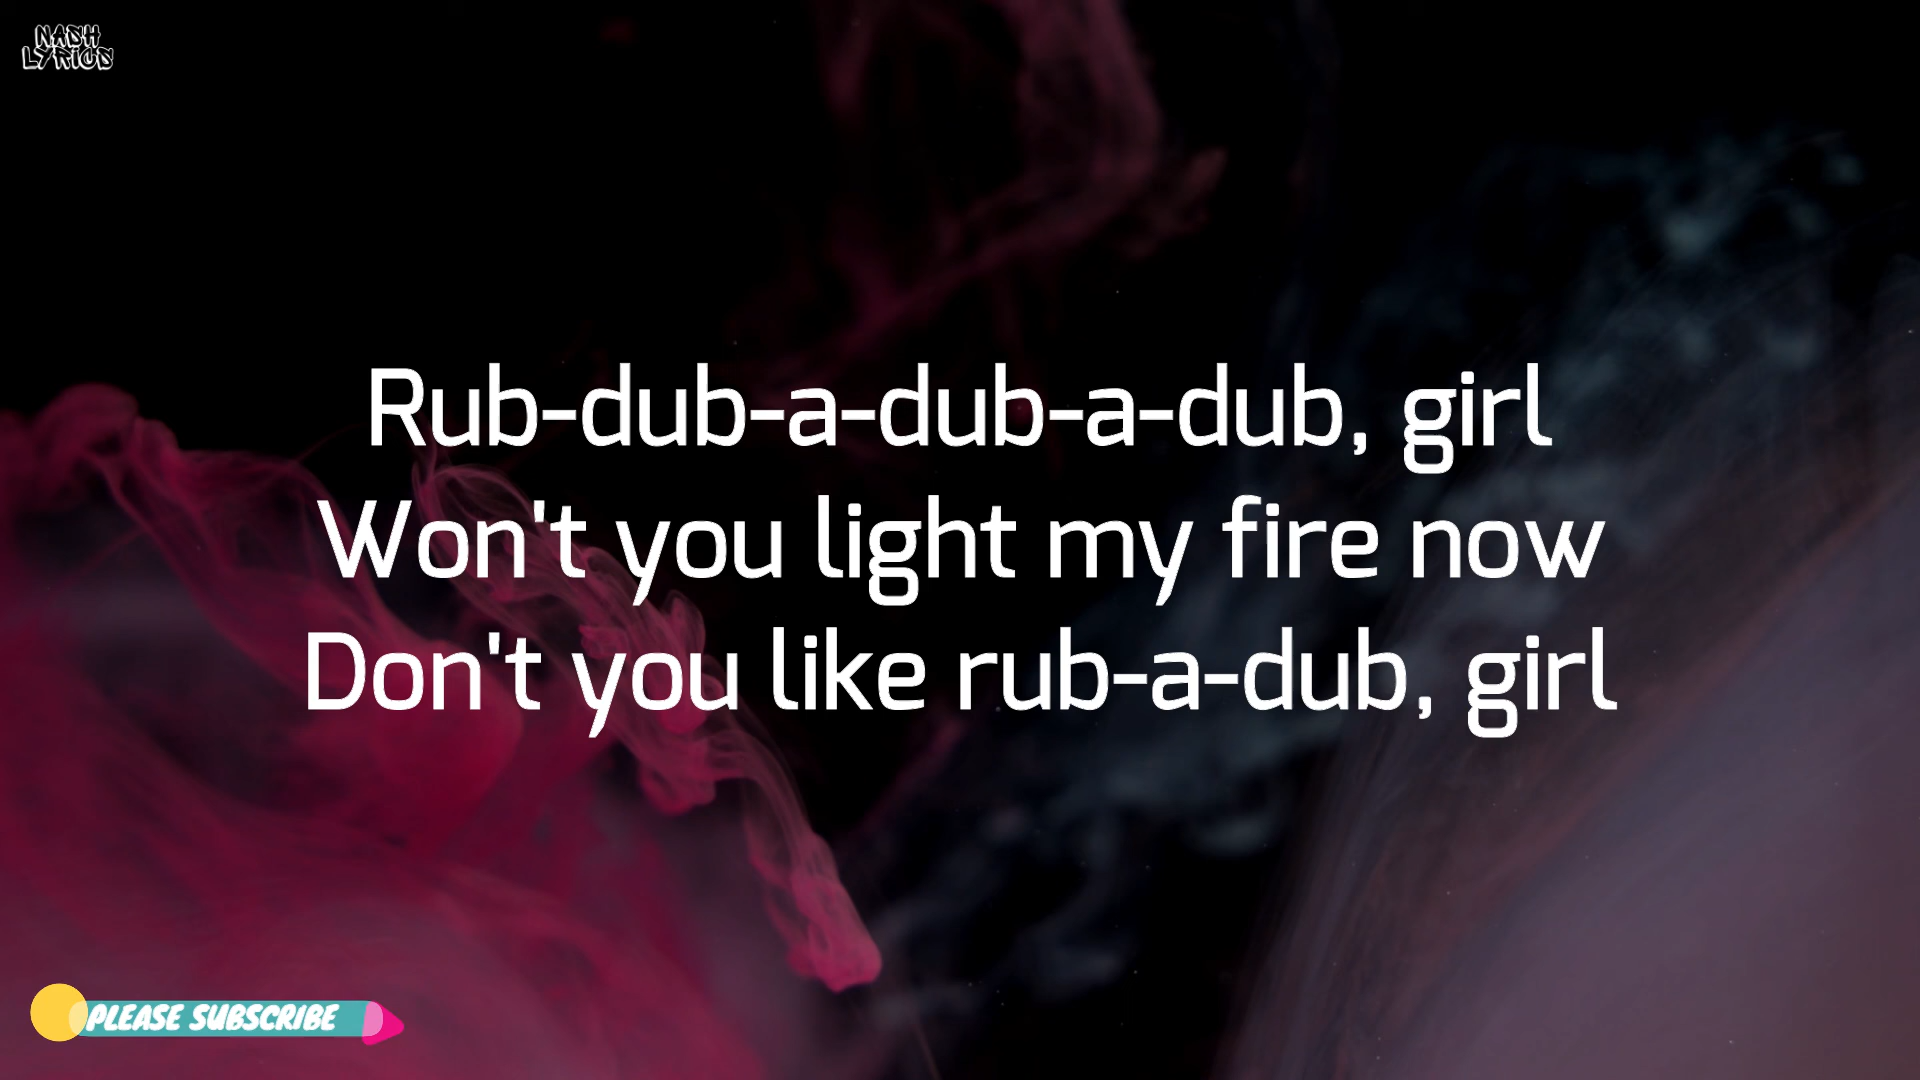 NASH
LYRICS
Rub-dub-a-dub-a-dub, girl
Won't you light my fire now
Don't you like rub-a-dub, girl
PLEASE SUBSCRIBE